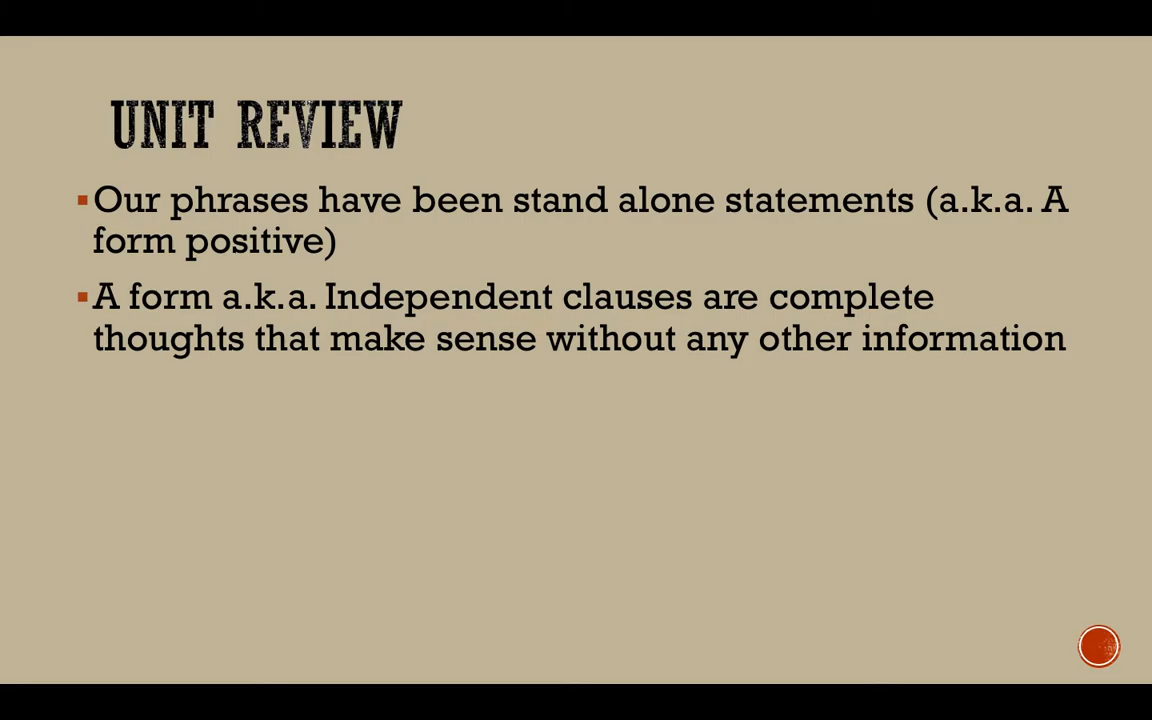 UNIT REVIEW
▪Our phrases have been stand alone statements (a.k.a. A
form positive)
▪A form a.k.a. Independent clauses are complete
thoughts that make sense without any other information